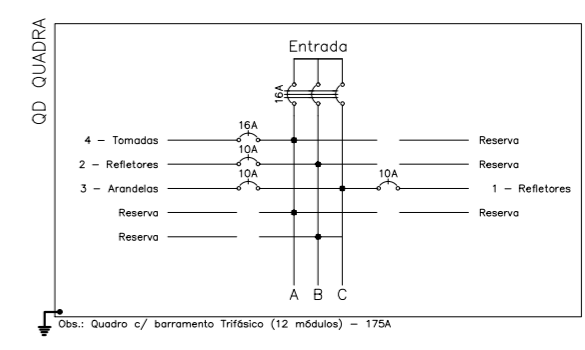 QD QUADRA
Entrada
16A
16A
4 – Tomadas
Reserva
10A
2 – Refletores
Reserva
10A
10A
3 – Arandelas
1 – Refletores
Reserva
Reserva
Reserva
A B C
Obs.: Quadro c/ barramento Trifásico (12 módulos) – 175A